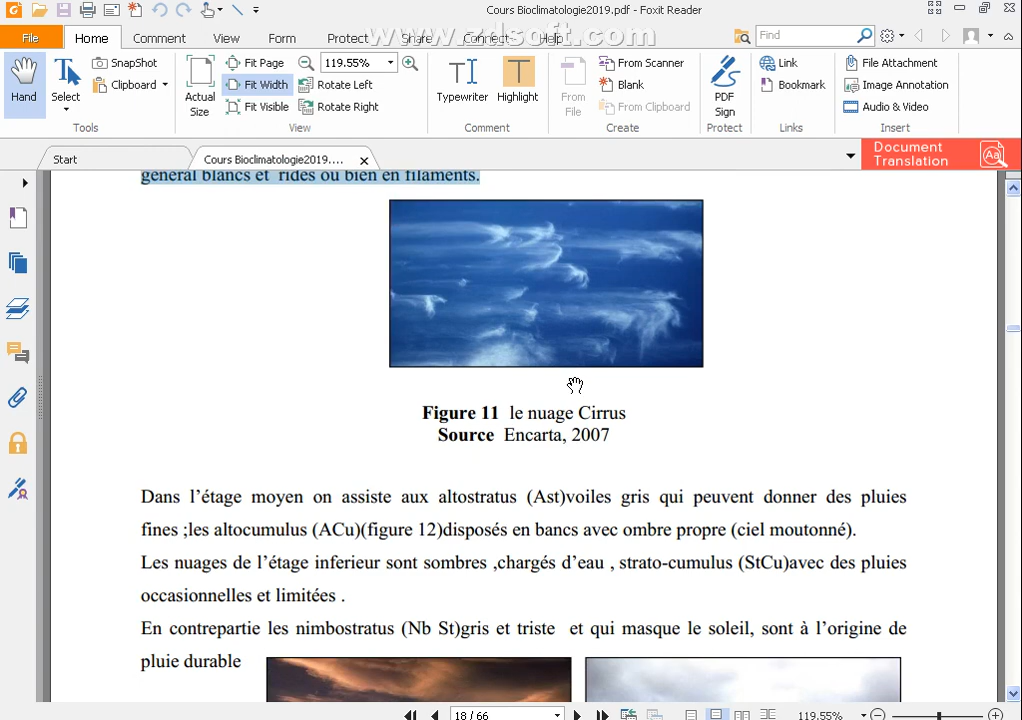 Cours Bioclimatologie2019.pdf - Foxit Reader
File Home Comment View Form Protect Share Connect Help Find
www.zdsoft.com
SnapShot Fit Page 119.55% From Scanner Link File Attachment
Clipboard Fit Width Rotate Left Blank Bookmark Image Annotation
Hand Select Actual Size Fit Visible Rotate Right Typewriter Highlight From File From Clipboard PDF Sign Audio & Video
Tools View Comment Create Protect Links Insert
Start Cours Bioclimatologie2019.... Document Translation
général blancs et ridés ou bien en filaments.
Figure 11 le nuage Cirrus
Source Encarta, 2007
Dans l’étage moyen on assiste aux altostratus (Ast)voiles gris qui peuvent donner des pluies
fines ;les altocumulus (ACu)(figure 12)disposés en bancs avec ombre propre (ciel moutonné).
Les nuages de l’étage inferieur sont sombres ,chargés d’eau , strato-cumulus (StCu)avec des pluies
occasionnelles et limitées .
En contrepartie les nimbostratus (Nb St)gris et triste et qui masque le soleil, sont à l’origine de
pluie durable
18 / 66 119.55%